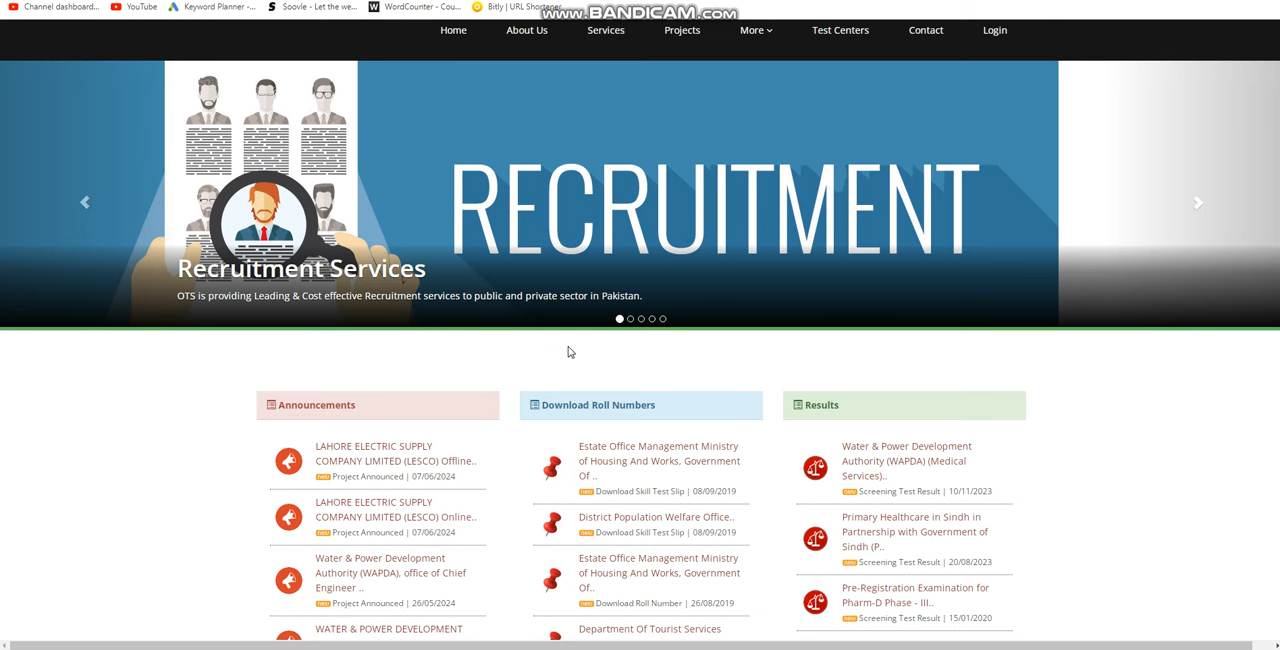 Channel dashboard...
YouTube
Keyword Planner -...
Soovle - Let the we...
WordCounter - Cou...
Bitly | URL Shortener
www.BANDICAM.com
Home
About Us
Services
Projects
More
Test Centers
Contact
Login
RECRUITMENT
Recruitment Services
OTS is providing Leading & Cost effective Recruitment services to public and private sector in Pakistan.
Announcements
LAHORE ELECTRIC SUPPLY
COMPANY LIMITED (LESCO) Offline..
new Project Announced | 07/06/2024
LAHORE ELECTRIC SUPPLY
COMPANY LIMITED (LESCO) Online..
new Project Announced | 07/06/2024
Water & Power Development
Authority (WAPDA), office of Chief
Engineer ..
new Project Announced | 26/05/2024
WATER & POWER DEVELOPMENT
Download Roll Numbers
Estate Office Management Ministry
of Housing And Works, Government
Of ..
new Download Skill Test Slip | 08/09/2019
District Population Welfare Office..
new Download Skill Test Slip | 08/09/2019
Estate Office Management Ministry
of Housing And Works, Government
Of..
new Download Roll Number | 26/08/2019
Department Of Tourist Services
Results
Water & Power Development
Authority (WAPDA) (Medical
Services)..
new Screening Test Result | 10/11/2023
Primary Healthcare in Sindh in
Partnership with Government of
Sindh (P..
new Screening Test Result | 20/08/2023
Pre-Registration Examination for
Pharm-D Phase - III..
new Screening Test Result | 15/01/2020